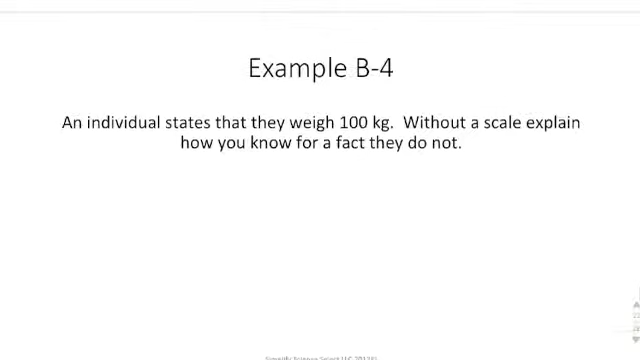 Example B-4
An individual states that they weigh 100 kg. Without a scale explain
how you know for a fact they do not.